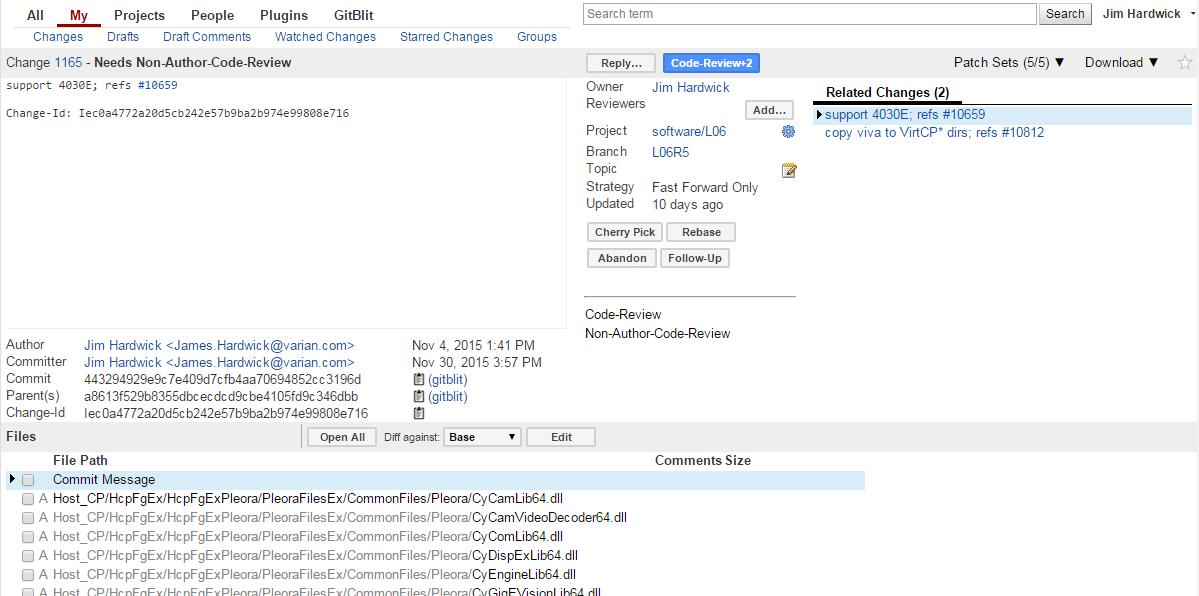 All My Projects People Plugins GitBlit
Search term Search Jim Hardwick
Changes Drafts Draft Comments Watched Changes Starred Changes Groups
Change 1165 - Needs Non-Author-Code-Review
Reply... Code-Review+2 Patch Sets (5/5) ▼ Download ▼
support 4030E; refs #10659
Change-Id: Iec0a4772a20d5cb242e57b9ba2b974e99808e716
Owner Jim Hardwick
Reviewers
Add...
Project software/L06
Branch L06R5
Topic
Strategy Fast Forward Only
Updated 10 days ago
Cherry Pick Rebase
Abandon Follow-Up
Code-Review
Non-Author-Code-Review
Related Changes (2)
support 4030E; refs #10659
copy viva to VirtCP* dirs; refs #10812
Author Jim Hardwick <James.Hardwick@varian.com> Nov 4, 2015 1:41 PM
Committer Jim Hardwick <James.Hardwick@varian.com> Nov 30, 2015 3:57 PM
Commit 443294929e9c7e409d7cfb4aa70694852cc3196d (gitblit)
Parent(s) a8613f529b8355dbcecdcd9cbe4105fd9c346dbb (gitblit)
Change-Id Iec0a4772a20d5cb242e57b9ba2b974e99808e716
Files Open All Diff against: Base Edit
File Path Comments Size
Commit Message
A Host_CP/HcpFgEx/HcpFgExPleora/PleoraFilesEx/CommonFiles/Pleora/CyCamLib64.dll
A Host_CP/HcpFgEx/HcpFgExPleora/PleoraFilesEx/CommonFiles/Pleora/CyCamVideoDecoder64.dll
A Host_CP/HcpFgEx/HcpFgExPleora/PleoraFilesEx/CommonFiles/Pleora/CyComLib64.dll
A Host_CP/HcpFgEx/HcpFgExPleora/PleoraFilesEx/CommonFiles/Pleora/CyDispExLib64.dll
A Host_CP/HcpFgEx/HcpFgExPleora/PleoraFilesEx/CommonFiles/Pleora/CyEngineLib64.dll
A Host_CP/HcpFgEx/HcpFgExPleora/PleoraFilesEx/CommonFiles/Pleora/CyGigEVisionLib64.dll